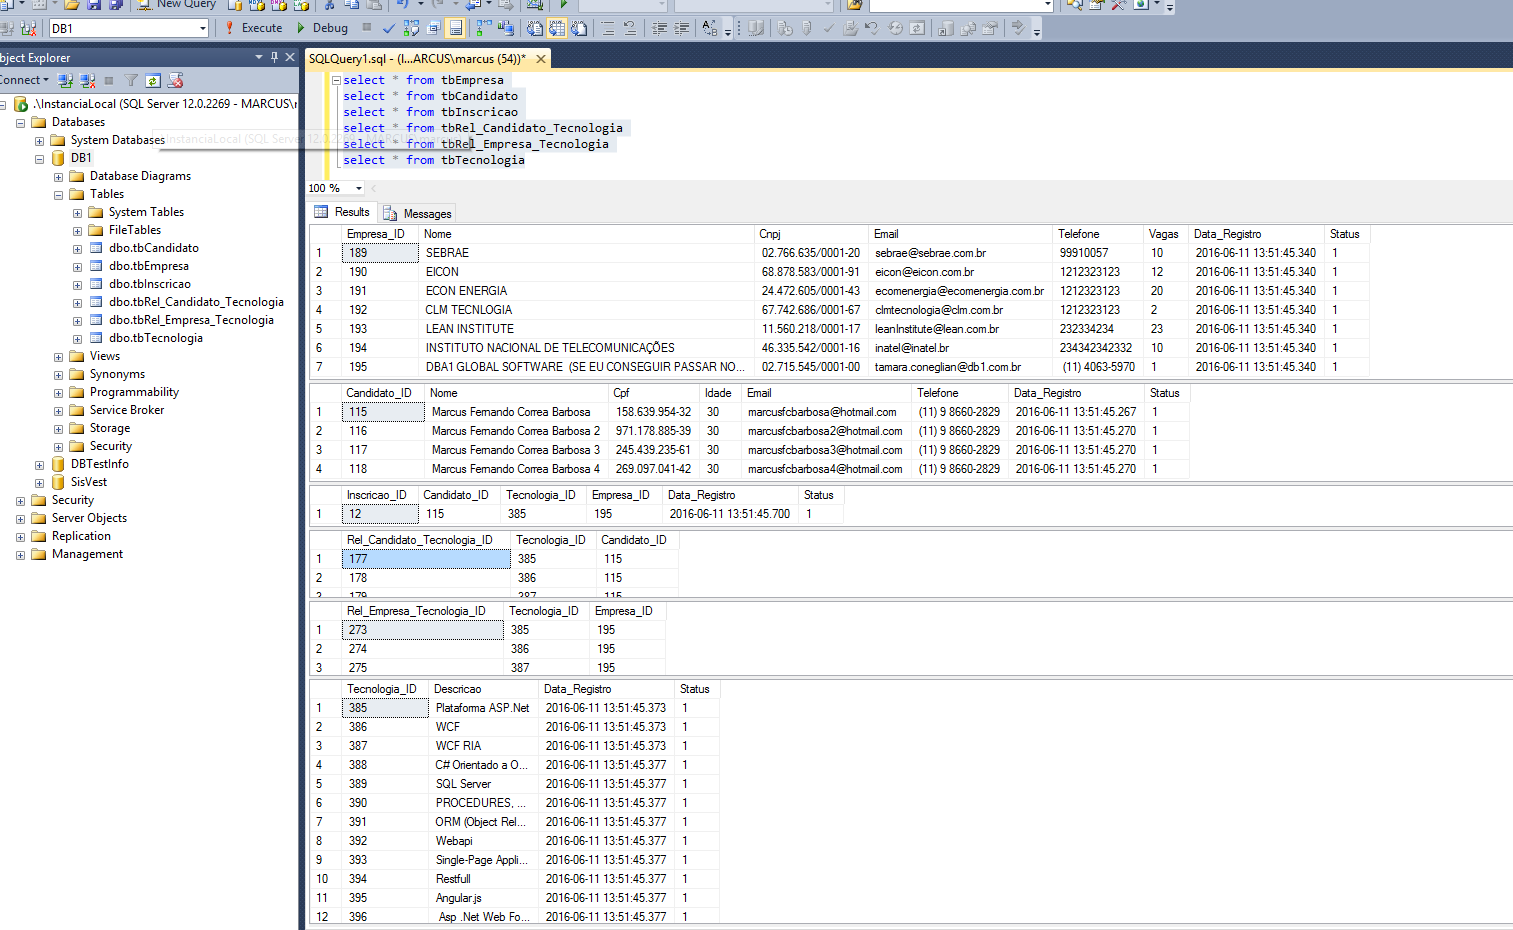 New Query
DB1
Execute
Debug
bject Explorer
onnect
.\InstanciaLocal (SQL Server 12.0.2269 - MARCUS\r
Databases
System Databases
DB1
Database Diagrams
Tables
System Tables
FileTables
dbo.tbCandidato
dbo.tbEmpresa
dbo.tbInscricao
dbo.tbRel_Candidato_Tecnologia
dbo.tbRel_Empresa_Tecnologia
dbo.tbTecnologia
Views
Synonyms
Programmability
Service Broker
Storage
Security
DBTestInfo
SisVest
Security
Server Objects
Replication
Management
SQLQuery1.sql - (l...ARCUS\marcus (54))*
select * from tbEmpresa
select * from tbCandidato
select * from tbInscricao
select * from tbRel_Candidato_Tecnologia
select * from tbRel_Empresa_Tecnologia
select * from tbTecnologia
100 %
Results Messages
Empresa_ID Nome Cnpj Email Telefone Vagas Data_Registro Status
1 189 SEBRAE 02.766.635/0001-20 sebrae@sebrae.com.br 99910057 10 2016-06-11 13:51:45.340 1
2 190 EICON 68.878.583/0001-91 eicon@eicon.com.br 1212323123 12 2016-06-11 13:51:45.340 1
3 191 ECON ENERGIA 24.472.605/0001-43 ecomenergia@ecomenergia.com.br 1212323123 20 2016-06-11 13:51:45.340 1
4 192 CLM TECNLOGIA 67.742.686/0001-67 clmtecnologia@clm.com.br 1212323123 2 2016-06-11 13:51:45.340 1
5 193 LEAN INSTITUTE 11.560.218/0001-17 leanInstitute@lean.com.br 232334234 23 2016-06-11 13:51:45.340 1
6 194 INSTITUTO NACIONAL DE TELECOMUNICAÇÕES 46.335.542/0001-16 inatel@inatel.br 234342342332 10 2016-06-11 13:51:45.340 1
7 195 DBA1 GLOBAL SOFTWARE (SE EU CONSEGUIR PASSAR NO... 02.715.545/0001-00 tamara.coneglian@db1.com.br (11) 4063-5970 1 2016-06-11 13:51:45.340 1
Candidato_ID Nome Cpf Idade Email Telefone Data_Registro Status
1 115 Marcus Fernando Correa Barbosa 158.639.954-32 30 marcusfcbarbosa@hotmail.com (11) 9 8660-2829 2016-06-11 13:51:45.267 1
2 116 Marcus Fernando Correa Barbosa 2 971.178.885-39 30 marcusfcbarbosa2@hotmail.com (11) 9 8660-2829 2016-06-11 13:51:45.270 1
3 117 Marcus Fernando Correa Barbosa 3 245.439.235-61 30 marcusfcbarbosa3@hotmail.com (11) 9 8660-2829 2016-06-11 13:51:45.270 1
4 118 Marcus Fernando Correa Barbosa 4 269.097.041-42 30 marcusfcbarbosa4@hotmail.com (11) 9 8660-2829 2016-06-11 13:51:45.270 1
Inscricao_ID Candidato_ID Tecnologia_ID Empresa_ID Data_Registro Status
1 12 115 385 195 2016-06-11 13:51:45.700 1
Rel_Candidato_Tecnologia_ID Tecnologia_ID Candidato_ID
1 177 385 115
2 178 386 115
3 179 387 115
Rel_Empresa_Tecnologia_ID Tecnologia_ID Empresa_ID
1 273 385 195
2 274 386 195
3 275 387 195
Tecnologia_ID Descricao Data_Registro Status
1 385 Plataforma ASP.Net 2016-06-11 13:51:45.373 1
2 386 WCF 2016-06-11 13:51:45.373 1
3 387 WCF RIA 2016-06-11 13:51:45.373 1
4 388 C# Orientado a O... 2016-06-11 13:51:45.377 1
5 389 SQL Server 2016-06-11 13:51:45.377 1
6 390 PROCEDURES, ... 2016-06-11 13:51:45.377 1
7 391 ORM (Object Rel... 2016-06-11 13:51:45.377 1
8 392 Webapi 2016-06-11 13:51:45.377 1
9 393 Single-Page Appli... 2016-06-11 13:51:45.377 1
10 394 Restfull 2016-06-11 13:51:45.377 1
11 395 Angular.js 2016-06-11 13:51:45.377 1
12 396 Asp .Net Web Fo... 2016-06-11 13:51:45.377 1